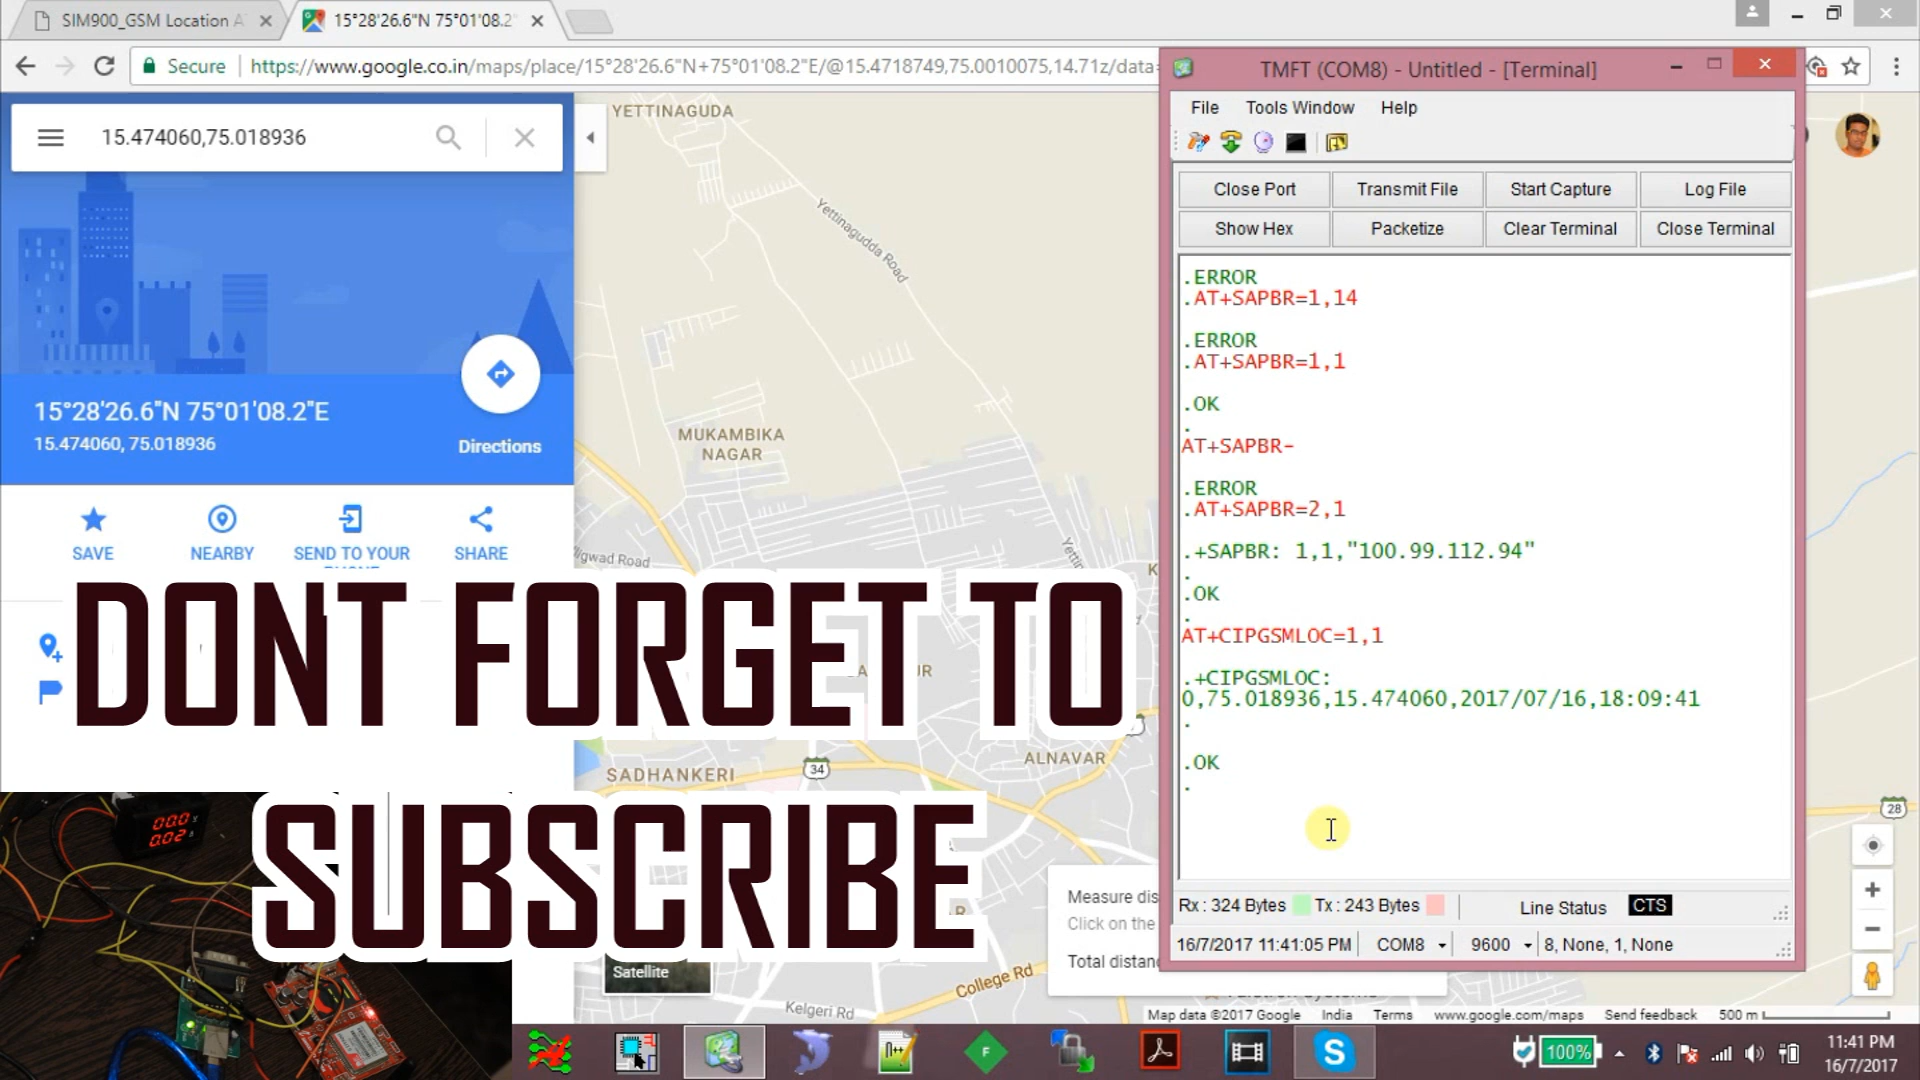 SIM900_GSM Location A
15°28'26.6"N 75°01'08.2"
Secure
https://www.google.co.in/maps/place/15°28'26.6"N+75°01'08.2"E/@15.4718749,75.0010075,14.71z/data=
15.474060,75.018936
15°28'26.6"N 75°01'08.2"E
15.474060, 75.018936
Directions
SAVE
NEARBY
SEND TO YOUR
SHARE
YETTINAGUDA
Yettinagudda Road
MUKAMBIKA
NAGAR
igwad Road
SADHANKERI
34
ALNAVAR
28
College Rd
Kelgeri Rd
Satellite
Measure dis
Click on the
Total distanc
DONT FORGET TO
SUBSCRIBE
TMFT (COM8) - Untitled - [Terminal]
File Tools Window Help
Close Port Transmit File Start Capture Log File
Show Hex Packetize Clear Terminal Close Terminal
.ERROR
.AT+SAPBR=1,14
.ERROR
.AT+SAPBR=1,1
.OK
.
AT+SAPBR-
.ERROR
.AT+SAPBR=2,1
.+SAPBR: 1,1,"100.99.112.94"
.
.OK
.
AT+CIPGSMLOC=1,1
.+CIPGSMLOC:
0,75.018936,15.474060,2017/07/16,18:09:41
.
.OK
.
Rx : 324 Bytes Tx : 243 Bytes Line Status CTS
16/7/2017 11:41:05 PM COM8 9600 8, None, 1, None
Map data ©2017 Google India Terms www.google.com/maps Send feedback 500 m
00.0
0.02
100%
11:41 PM
16/7/2017